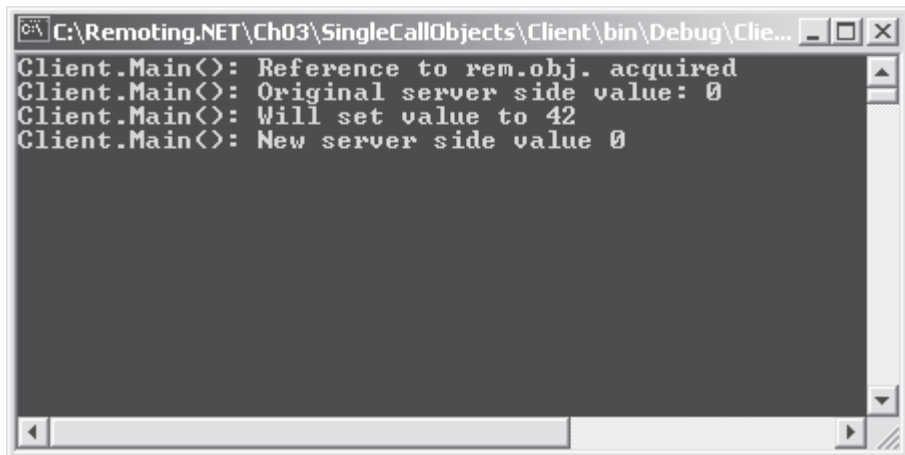 C:\Remoting.NET\Ch03\SingleCallObjects\Client\bin\Debug\Clie...
Client.Main(): Reference to rem.obj. acquired
Client.Main(): Original server side value: 0
Client.Main(): Will set value to 42
Client.Main(): New server side value 0